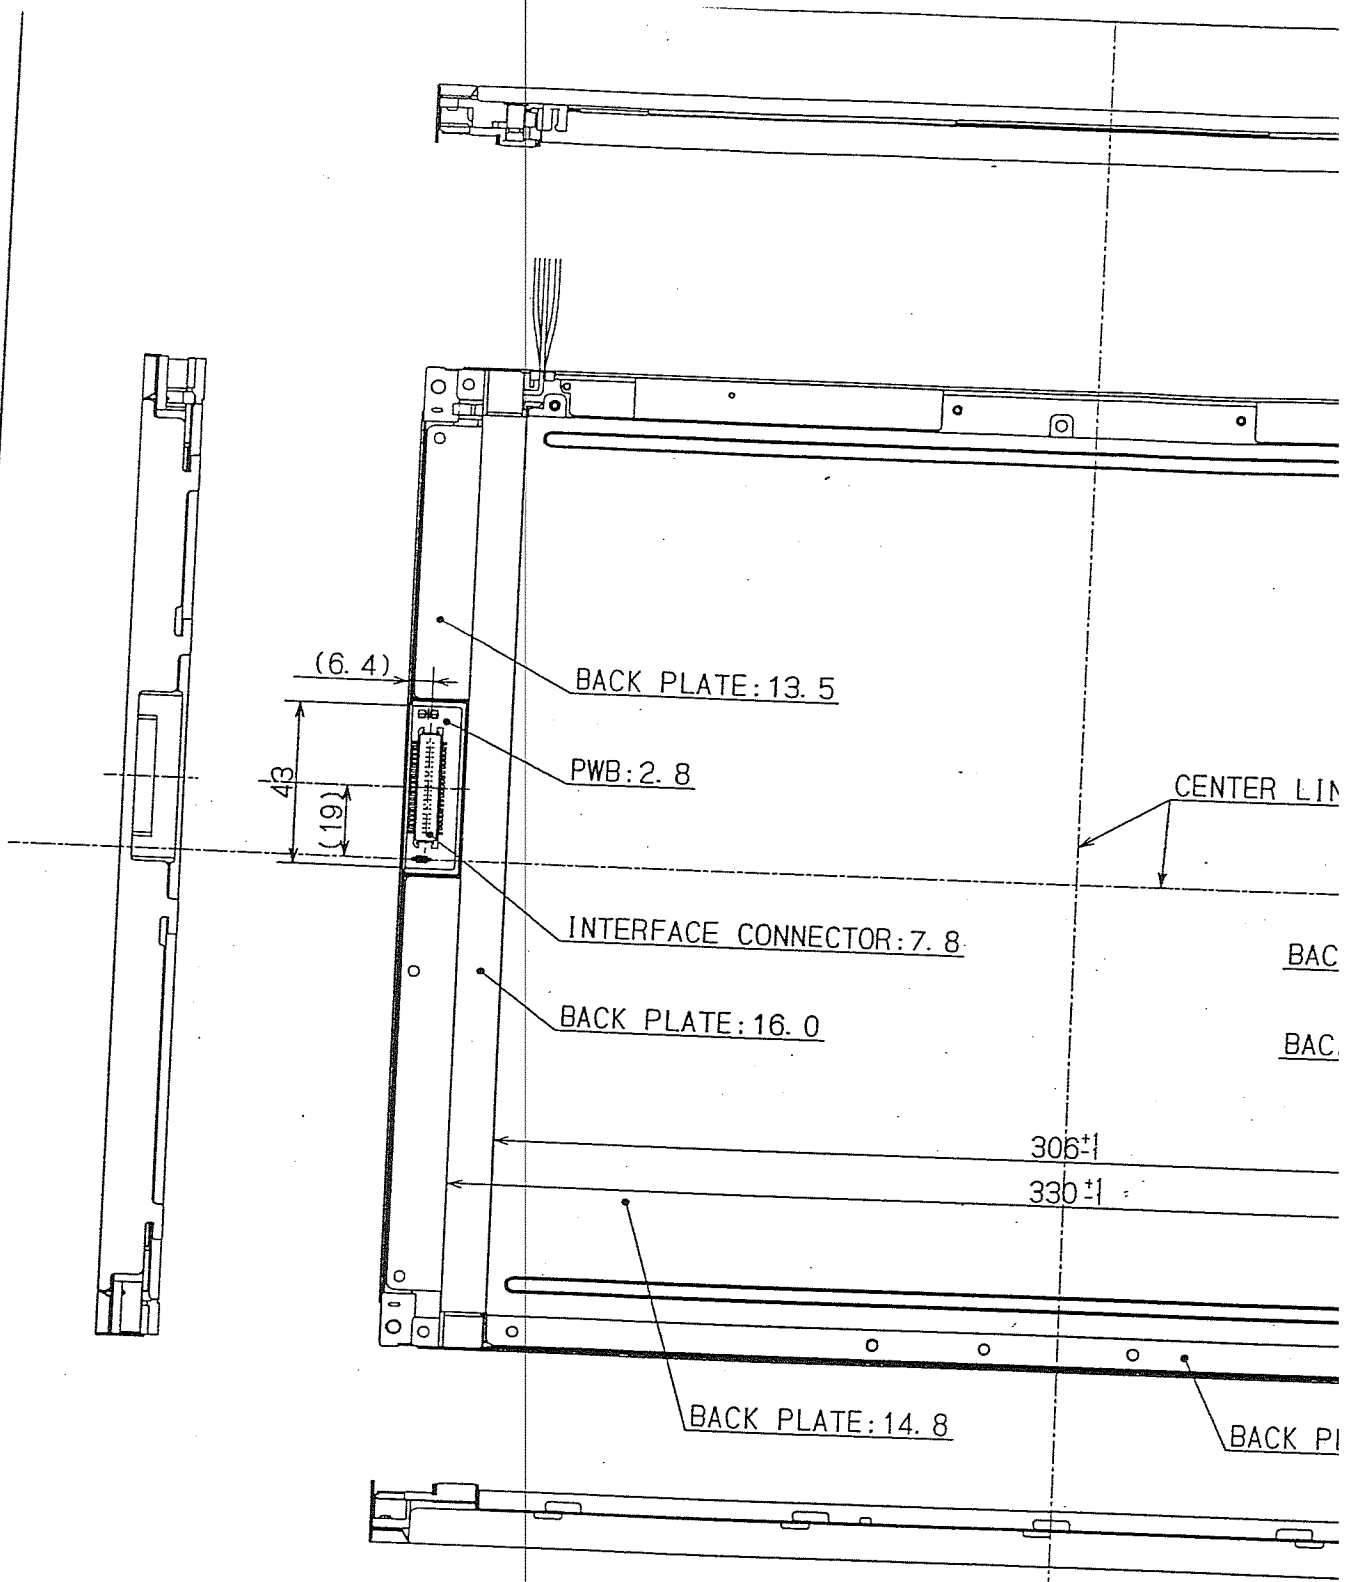 (6.4)
BACK PLATE:13.5
43
PWB:2.8
(19)
CENTER LIN
INTERFACE CONNECTOR:7.8
BAC
BACK PLATE:16.0
BAC
306±1
330±1
BACK PLATE:14.8
BACK PL